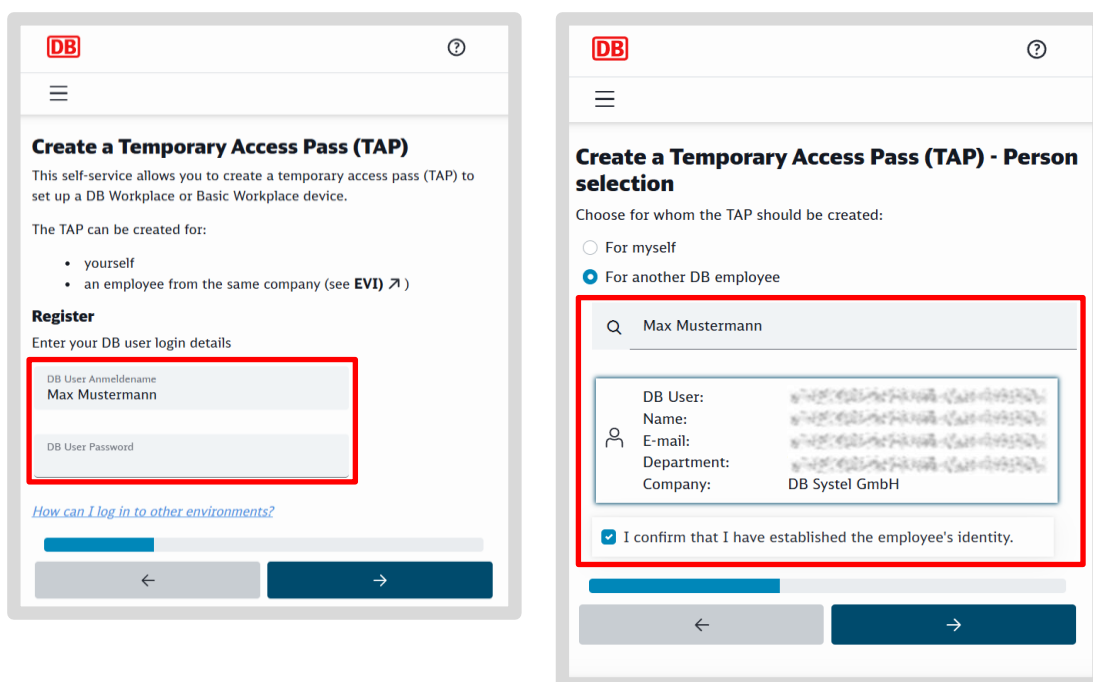 DB
Create a Temporary Access Pass (TAP)
This self-service allows you to create a temporary access pass (TAP) to
set up a DB Workplace or Basic Workplace device.
The TAP can be created for:
• yourself
• an employee from the same company (see EVI) ↗ )
Register
Enter your DB user login details
DB User Anmeldename
Max Mustermann
DB User Password
How can I log in to other environments?
←
→
DB
Create a Temporary Access Pass (TAP) - Person
selection
Choose for whom the TAP should be created:
For myself
For another DB employee
Max Mustermann
DB User:
Name:
E-mail:
Department:
Company: DB Systel GmbH
I confirm that I have established the employee's identity.
←
→